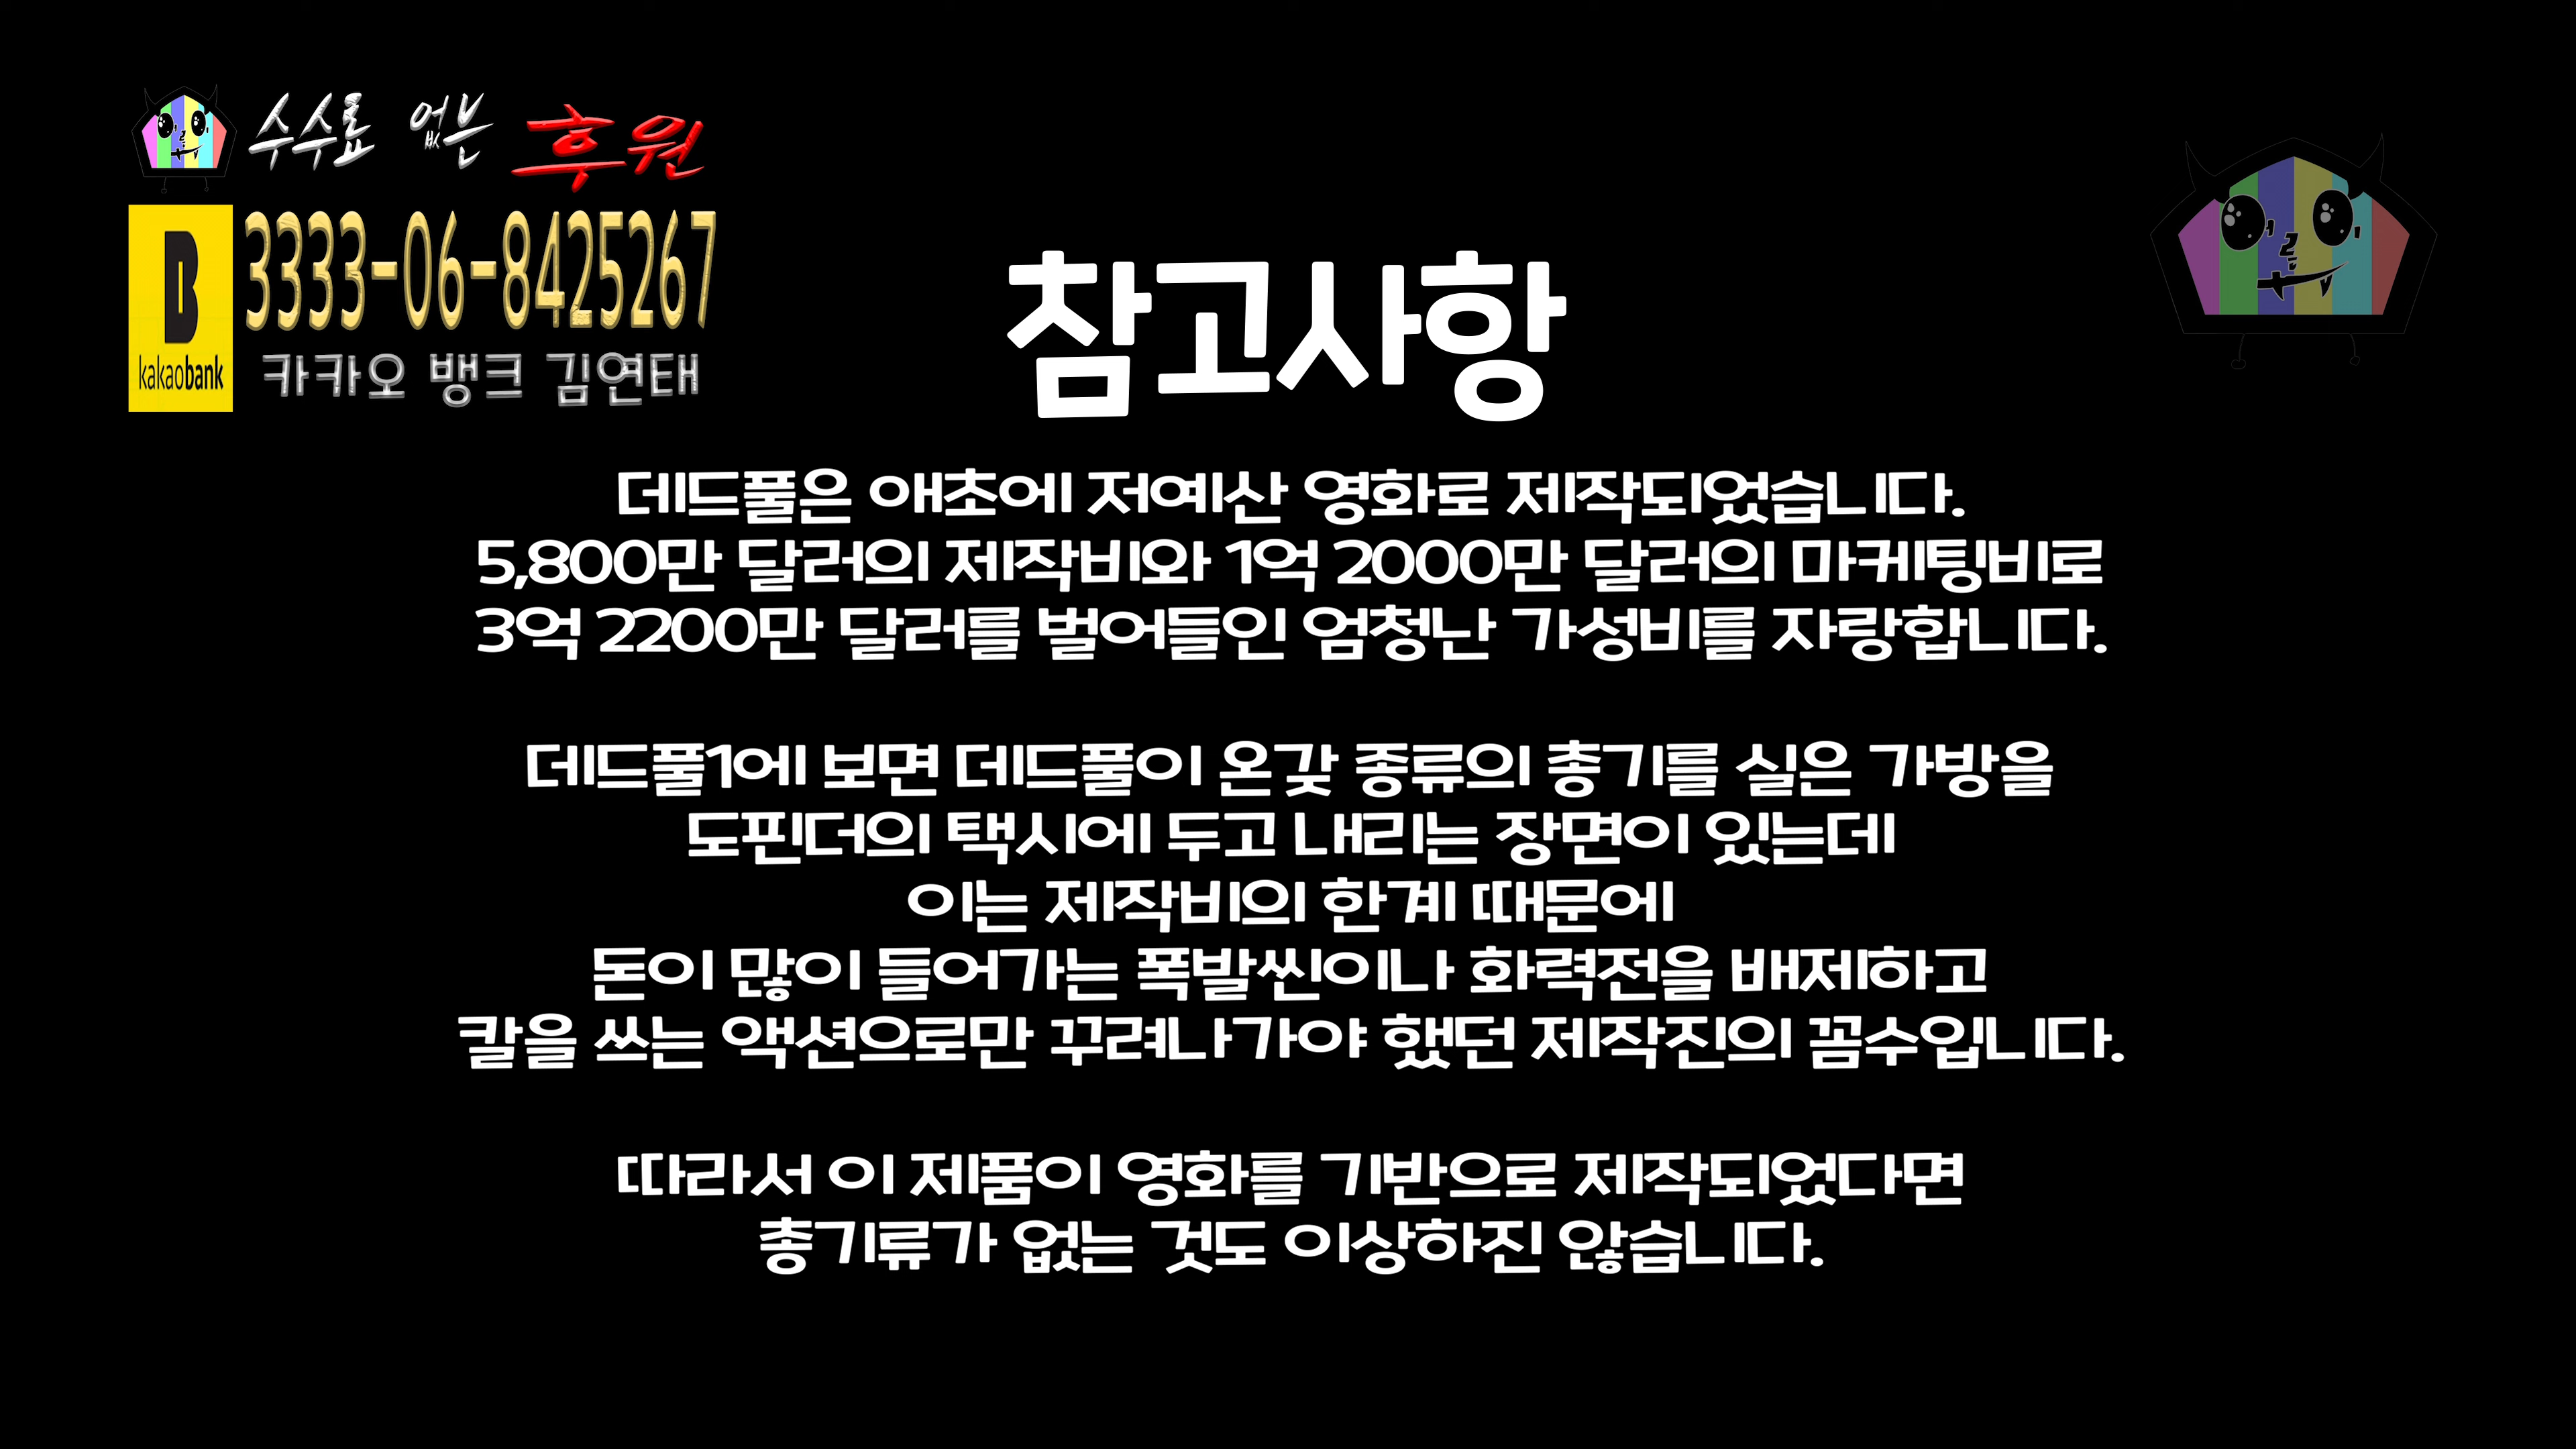 수수료 없는 후원
3333-06-8425267
kakaobank
카카오 뱅크 김연태
참고사항
데드풀은 애초에 저예산 영화로 제작되었습니다.
5,800만 달러의 제작비와 1억 2000만 달러의 마케팅비로
3억 2200만 달러를 벌어들인 엄청난 가성비를 자랑합니다.
데드풀1에 보면 데드풀이 온갖 종류의 총기를 실은 가방을
도핀더의 택시에 두고 내리는 장면이 있는데
이는 제작비의 한계 때문에
돈이 많이 들어가는 폭발씬이나 화력전을 배제하고
칼을 쓰는 액션으로만 꾸려나가야 했던 제작진의 꼼수입니다.
따라서 이 제품이 영화를 기반으로 제작되었다면
총기류가 없는 것도 이상하진 않습니다.